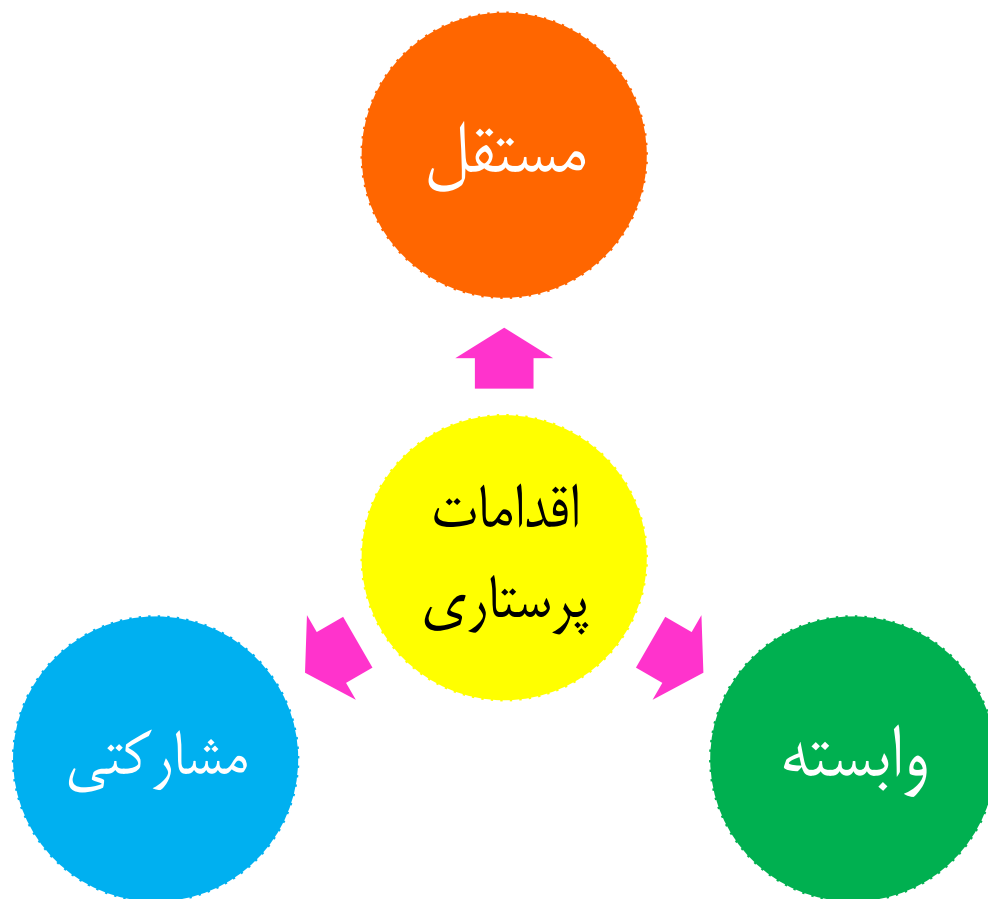 مستقل
اقدامات
پرستاری
وابسته
مشارکتی